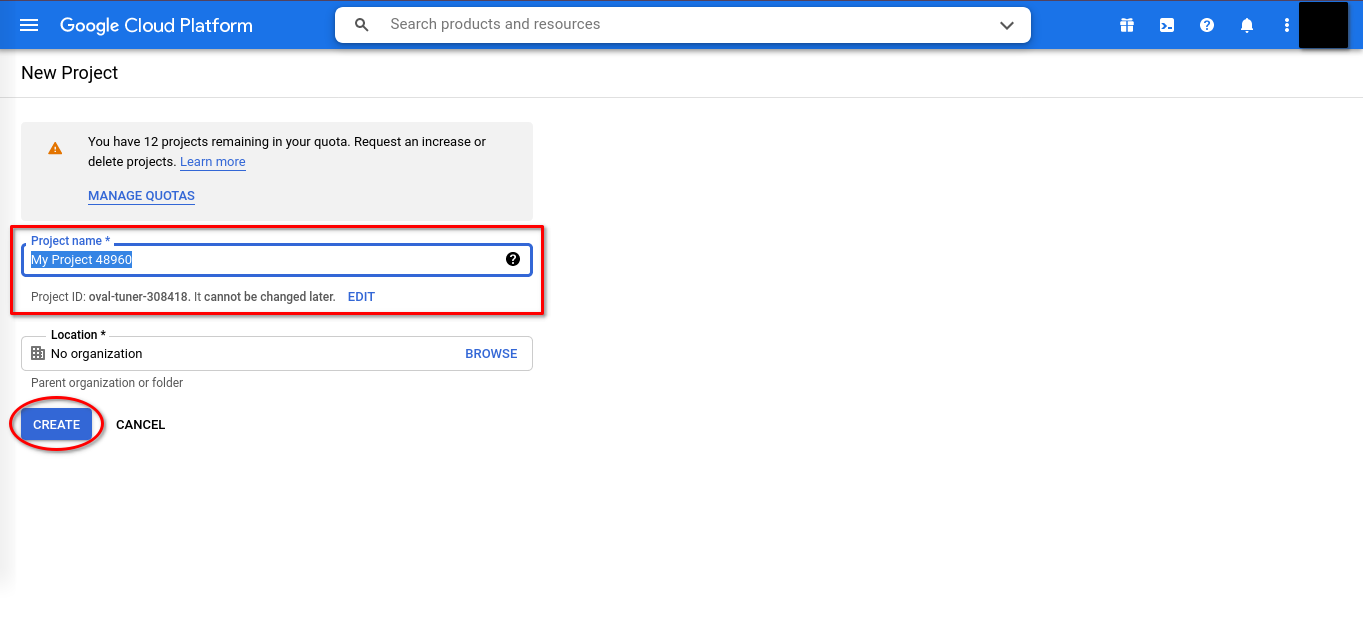 Google Cloud Platform
Search products and resources
New Project
You have 12 projects remaining in your quota. Request an increase or
delete projects. Learn more
MANAGE QUOTAS
Project name *
My Project 48960
Project ID: oval-tuner-308418. It cannot be changed later. EDIT
Location *
No organization BROWSE
Parent organization or folder
CREATE CANCEL